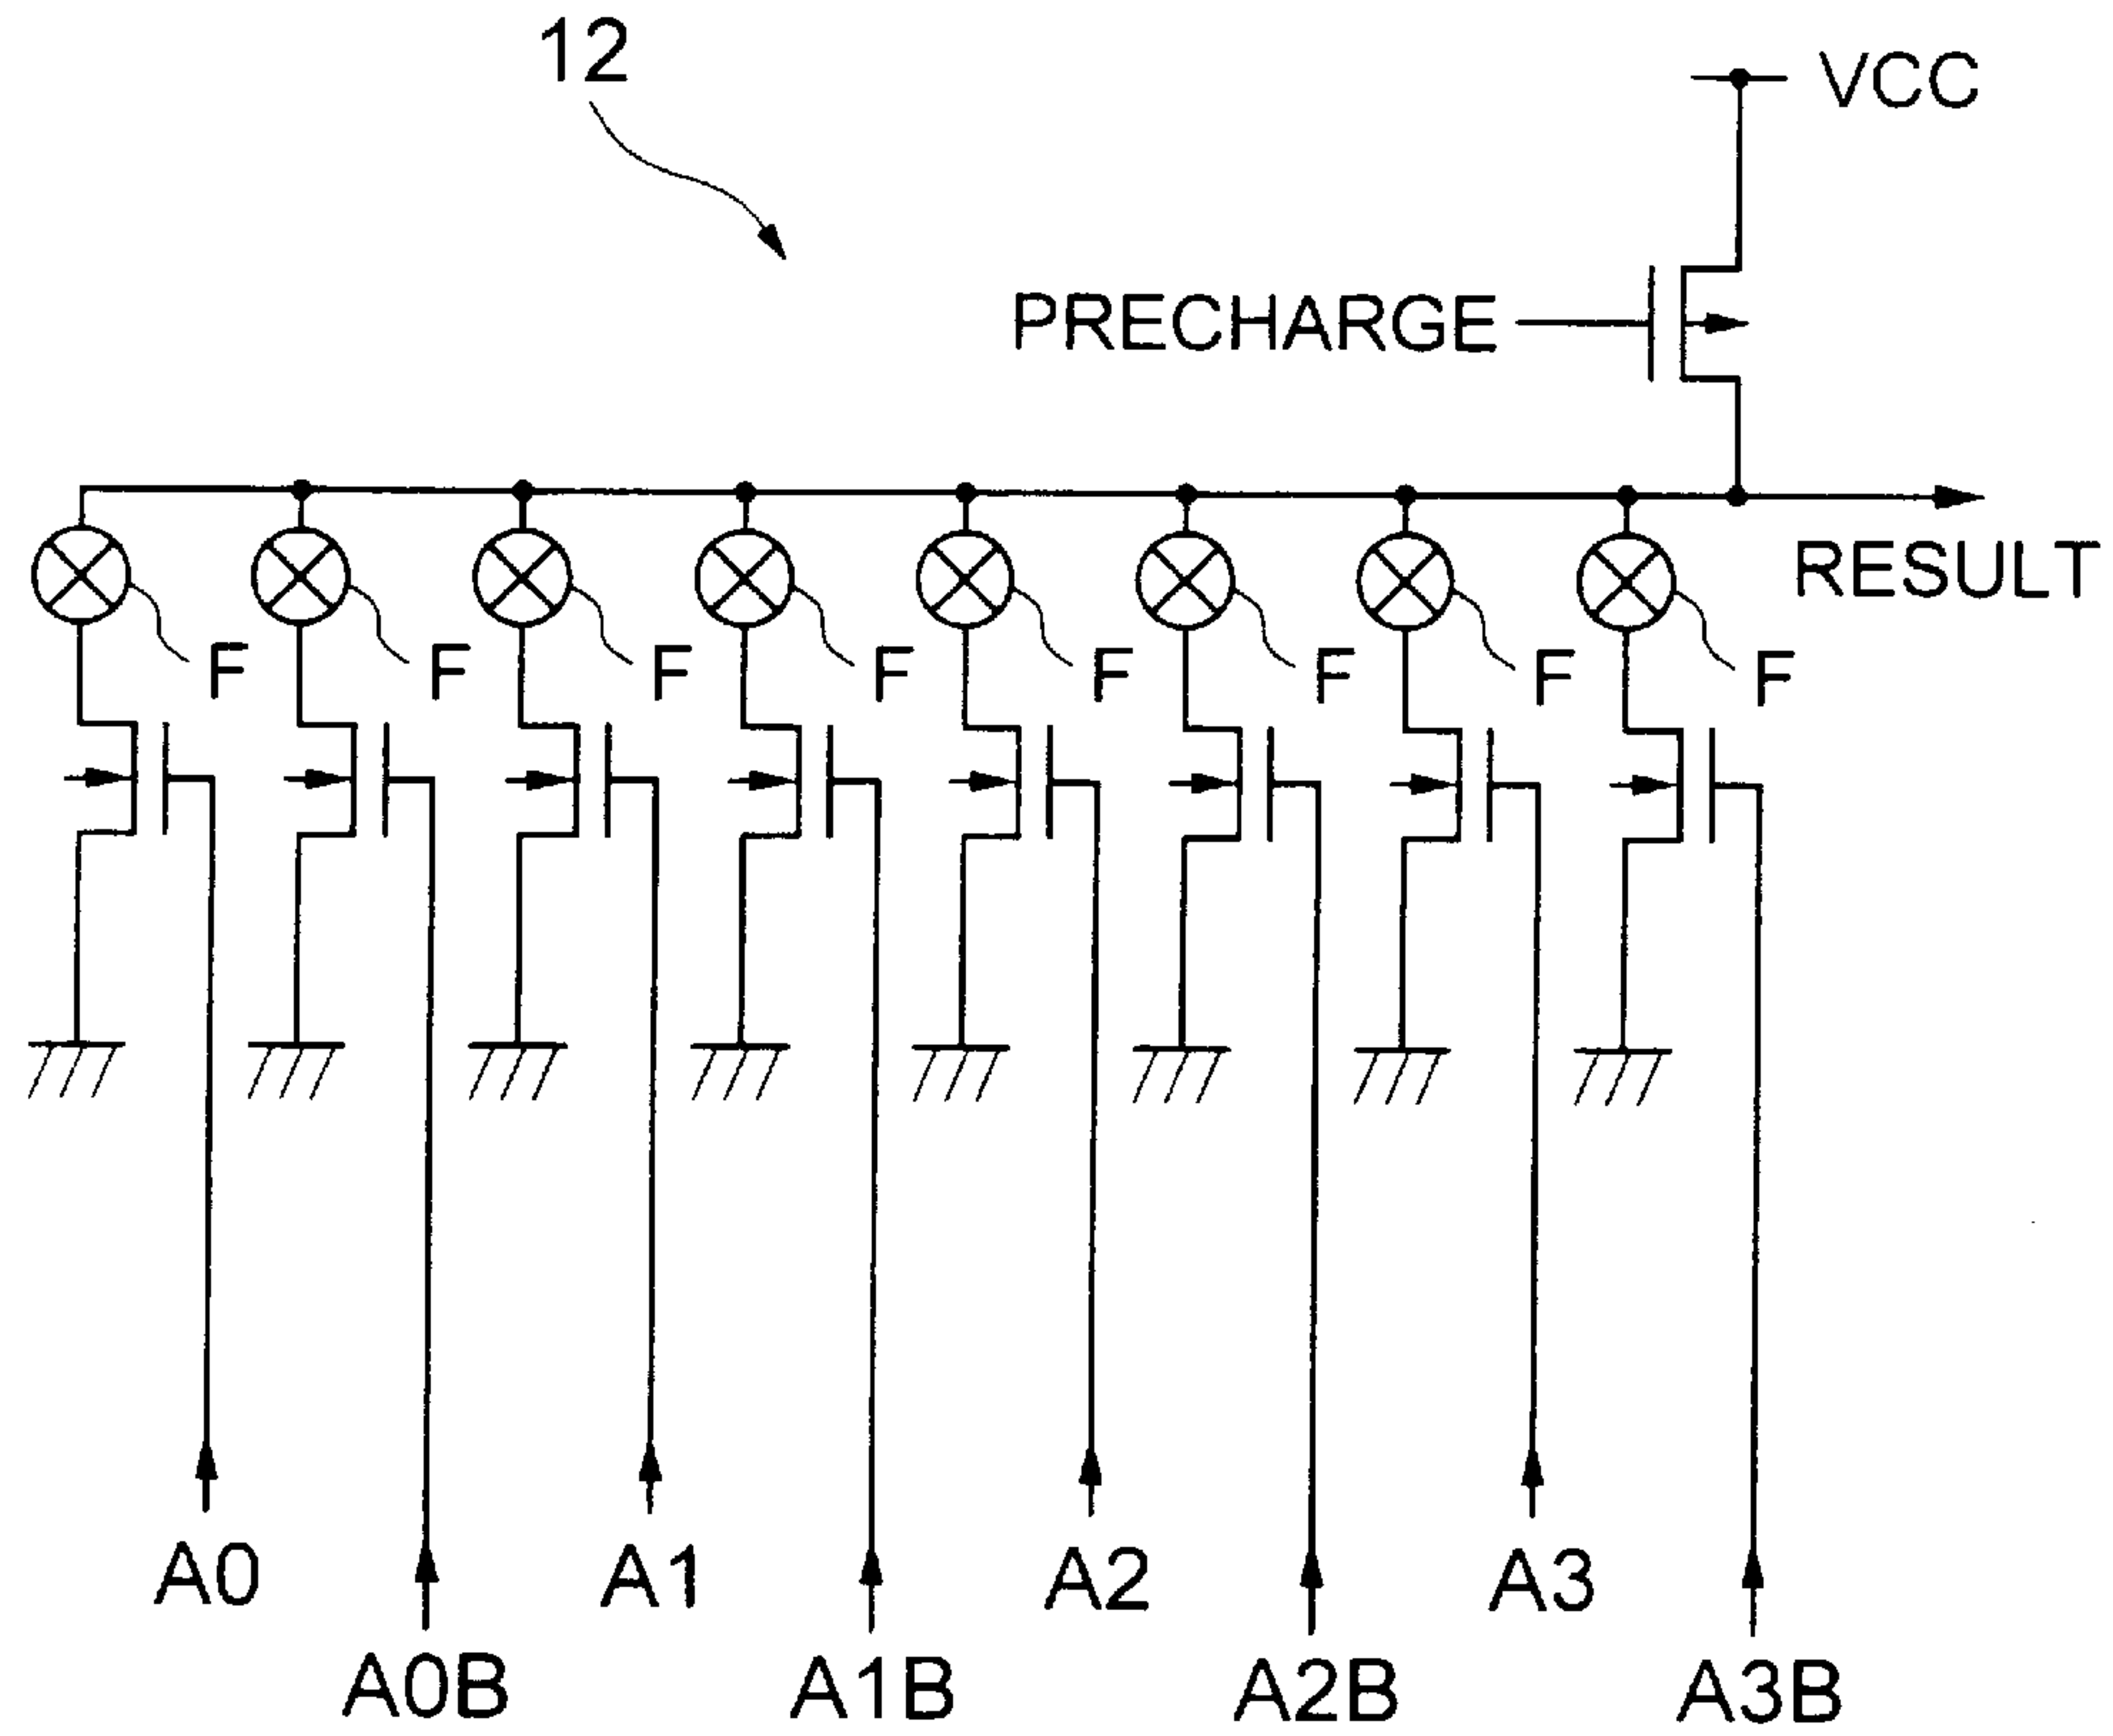 12
VCC
PRECHARGE
RESULT
F F F F F F F F
A0 A1 A2 A3
A0B A1B A2B A3B